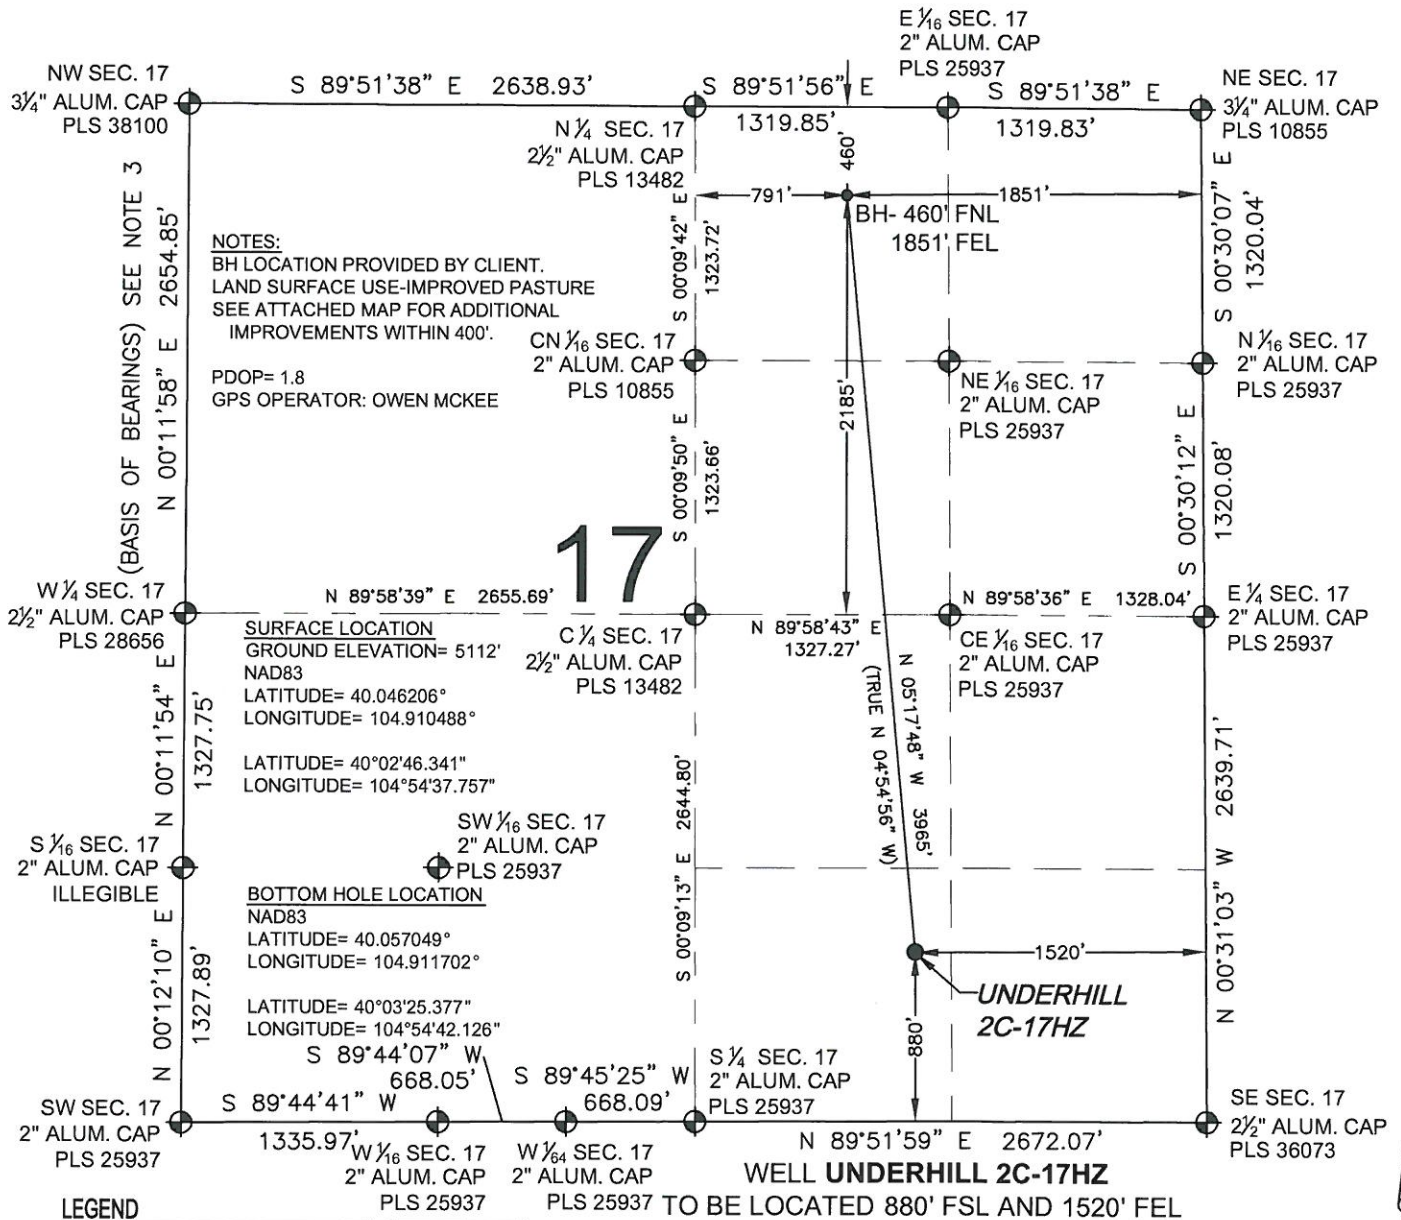 E 1/16 SEC. 17
2" ALUM. CAP
PLS 25937
NW SEC. 17
3¼" ALUM. CAP
PLS 38100
S 89°51'38" E 2638.93'
S 89°51'56" E
1319.85'
S 89°51'38" E
1319.83'
NE SEC. 17
3¼" ALUM. CAP
PLS 10855
N ¼ SEC. 17
2½" ALUM. CAP
PLS 13482
460'
791'
1851'
BH- 460' FNL
1851' FEL
(BASIS OF BEARINGS) SEE NOTE 3
N 00°11'58" E 2654.85'
NOTES:
BH LOCATION PROVIDED BY CLIENT.
LAND SURFACE USE-IMPROVED PASTURE
SEE ATTACHED MAP FOR ADDITIONAL
IMPROVEMENTS WITHIN 400'.
PDOP= 1.8
GPS OPERATOR: OWEN MCKEE
S 00°09'42" E
1323.72'
S 00°30'07" E
1320.04'
CN 1/16 SEC. 17
2" ALUM. CAP
PLS 10855
NE 1/16 SEC. 17
2" ALUM. CAP
PLS 25937
N 1/16 SEC. 17
2" ALUM. CAP
PLS 25937
2185'
S 00°09'50" E
1323.66'
S 00°30'12" E
1320.08'
17
W ¼ SEC. 17
2½" ALUM. CAP
PLS 28656
N 89°58'39" E 2655.69'
C ¼ SEC. 17
2½" ALUM. CAP
PLS 13482
N 89°58'43" E
1327.27'
N 89°58'36" E 1328.04'
CE 1/16 SEC. 17
2" ALUM. CAP
PLS 25937
E ¼ SEC. 17
2" ALUM. CAP
PLS 25937
SURFACE LOCATION
GROUND ELEVATION= 5112'
NAD83
LATITUDE= 40.046206°
LONGITUDE= 104.910488°
LATITUDE= 40°02'46.341"
LONGITUDE= 104°54'37.757"
N 00°11'54" E
1327.75'
N 05°17'48" W 3965'
(TRUE N 04°54'56" W)
S 00°09'13" E 2644.80'
N 00°31'03" W 2639.71'
S 1/16 SEC. 17
2" ALUM. CAP
ILLEGIBLE
SW 1/16 SEC. 17
2" ALUM. CAP
PLS 25937
BOTTOM HOLE LOCATION
NAD83
LATITUDE= 40.057049°
LONGITUDE= 104.911702°
LATITUDE= 40°03'25.377"
LONGITUDE= 104°54'42.126"
N 00°12'10" E
1327.89'
1520'
UNDERHILL
2C-17HZ
880'
S 89°44'07" W
668.05'
S 89°45'25" W
668.09'
S ¼ SEC. 17
2" ALUM. CAP
PLS 25937
SW SEC. 17
2" ALUM. CAP
PLS 25937
S 89°44'41" W
1335.97'
W 1/16 SEC. 17
2" ALUM. CAP
PLS 25937
W 1/64 SEC. 17
2" ALUM. CAP
PLS 25937
N 89°51'59" E 2672.07'
SE SEC. 17
2½" ALUM. CAP
PLS 36073
WELL UNDERHILL 2C-17HZ
TO BE LOCATED 880' FSL AND 1520' FEL
LEGEND